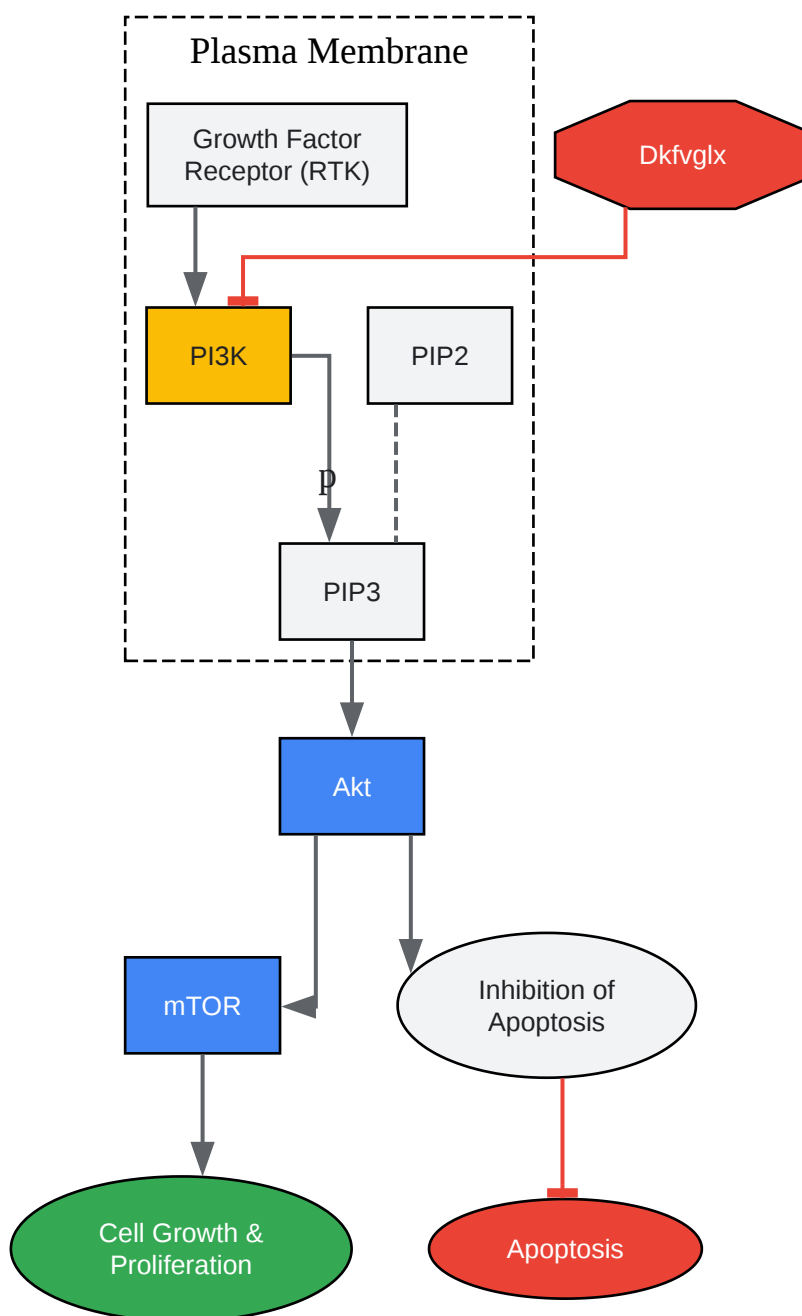 Plasma Membrane
Growth Factor
Receptor (RTK)
Dkfvglx
PI3K
PIP2
p
PIP3
Akt
mTOR
Inhibition of
Apoptosis
Cell Growth &
Proliferation
Apoptosis